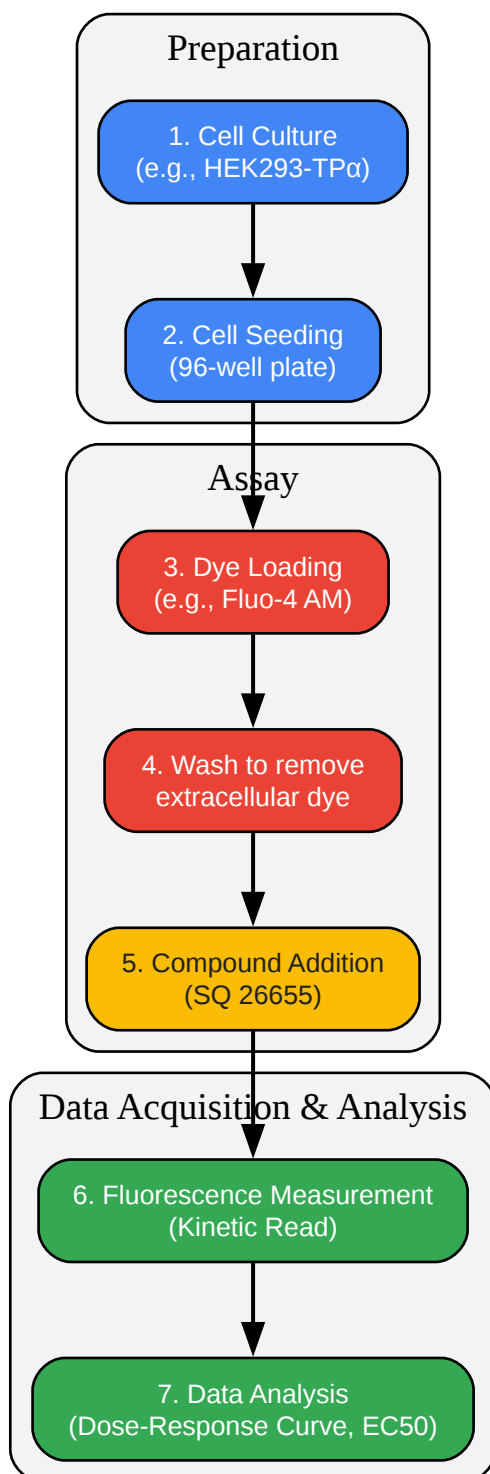 Preparation
1. Cell Culture
(e.g., HEK293-TPα)
2. Cell Seeding
(96-well plate)
Assay
3. Dye Loading
(e.g., Fluo-4 AM)
4. Wash to remove
extracellular dye
5. Compound Addition
(SQ 26655)
Data Acquisition & Analysis
6. Fluorescence Measurement
(Kinetic Read)
7. Data Analysis
(Dose-Response Curve, EC50)